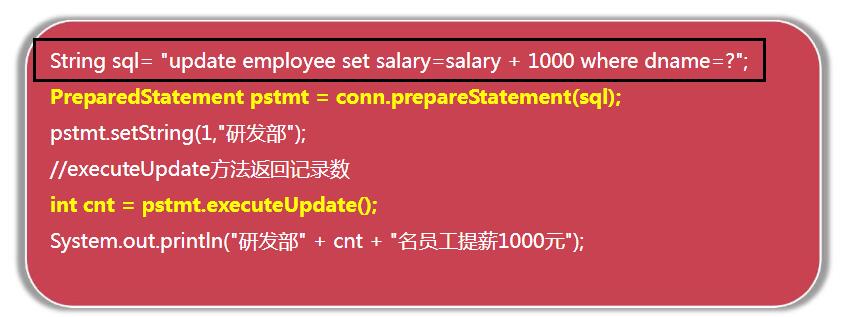 String sql= "update employee set salary=salary + 1000 where dname=?";
PreparedStatement pstmt = conn.prepareStatement(sql);
pstmt.setString(1,"研发部");
//executeUpdate方法返回记录数
int cnt = pstmt.executeUpdate();
System.out.println("研发部" + cnt + "名员工提薪1000元");